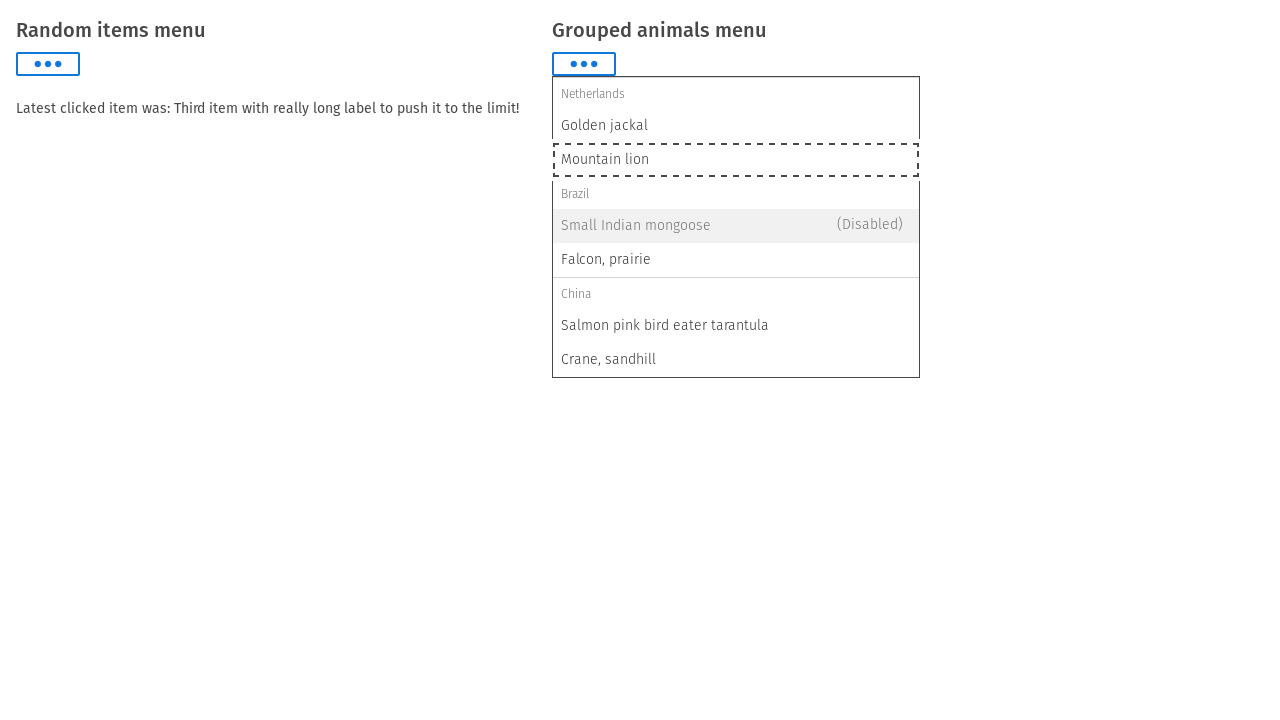 Random items menu
Latest clicked item was: Third item with really long label to push it to the limit!
Grouped animals menu
Netherlands
Golden jackal
Mountain lion
Brazil
Small Indian mongoose (Disabled)
Falcon, prairie
China
Salmon pink bird eater tarantula
Crane, sandhill